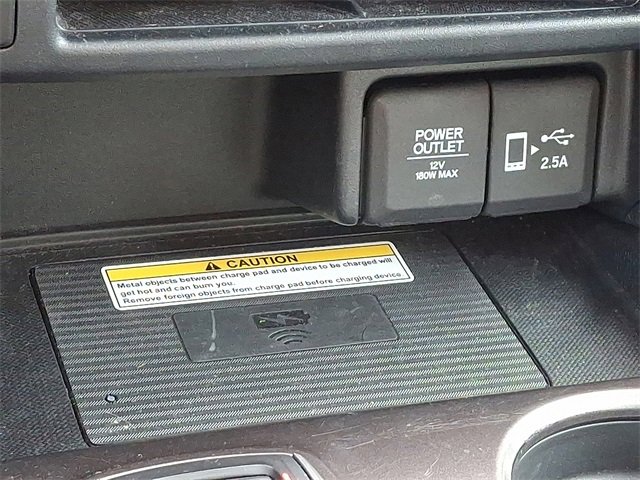 POWER
OUTLET
12V
180W MAX
2.5A
CAUTION
Metal objects between charge pad and device to be charged will
get hot and can burn you.
Remove foreign objects from charge pad before charging device